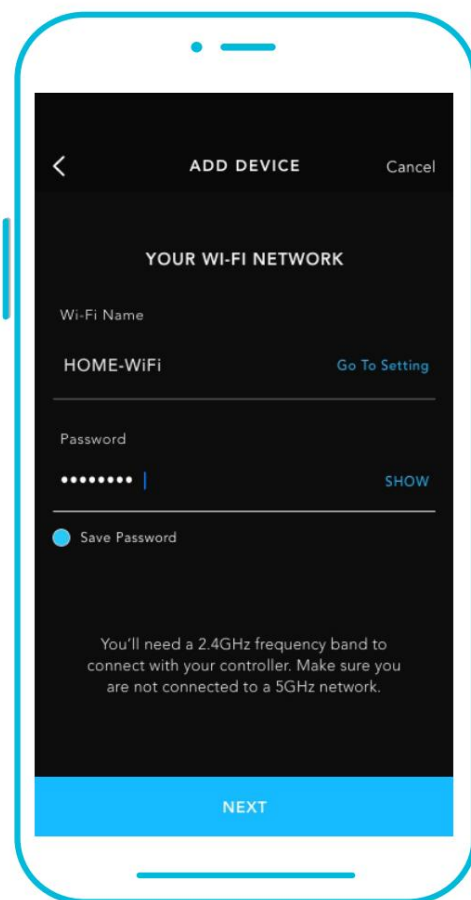 ADD DEVICE Cancel
YOUR WI-FI NETWORK
Wi-Fi Name
HOME-WiFi Go To Setting
Password
•••••••• SHOW
Save Password
You'll need a 2.4GHz frequency band to
connect with your controller. Make sure you
are not connected to a 5GHz network.
NEXT